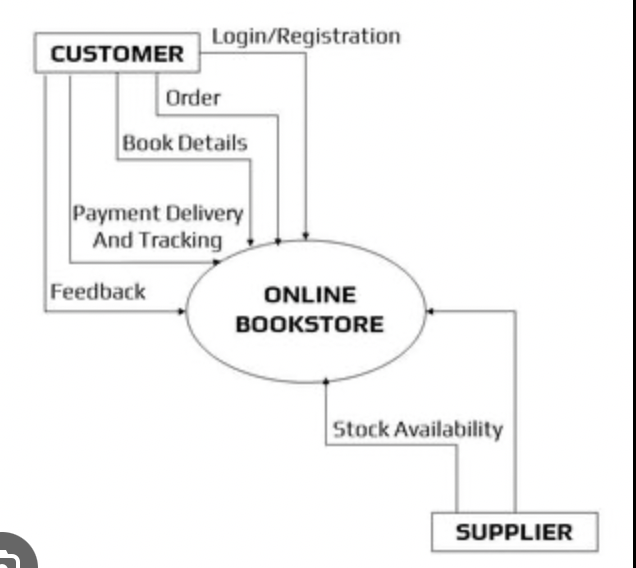 Login/Registration
CUSTOMER
Order
Book Details
Payment Delivery
And Tracking
Feedback
ONLINE
BOOKSTORE
Stock Availability
SUPPLIER